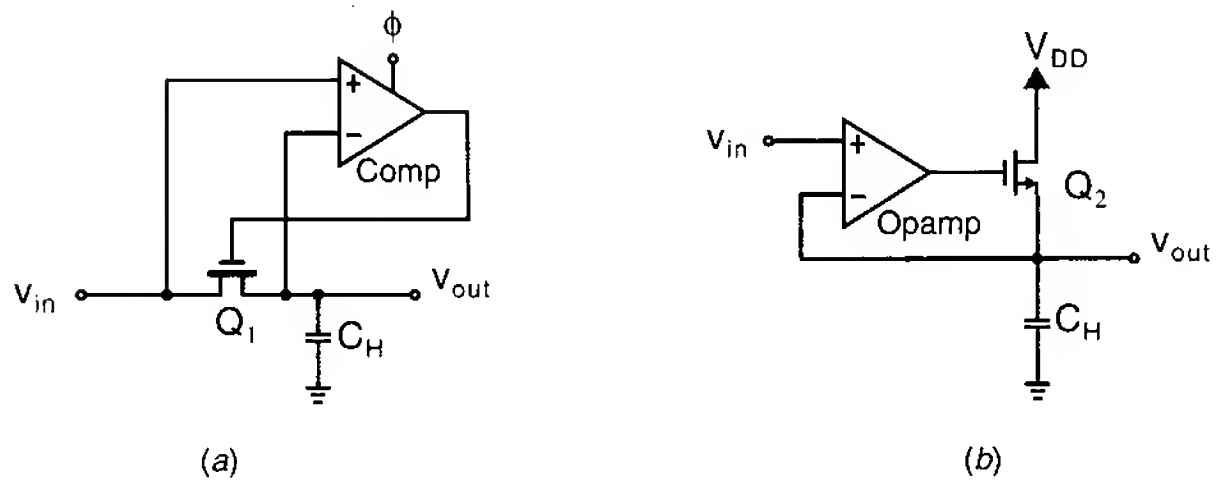 ϕ
+
−
Comp
v_in
Q_1
v_out
C_H
(a)
V_DD
v_in
+
−
Opamp
Q_2
v_out
C_H
(b)